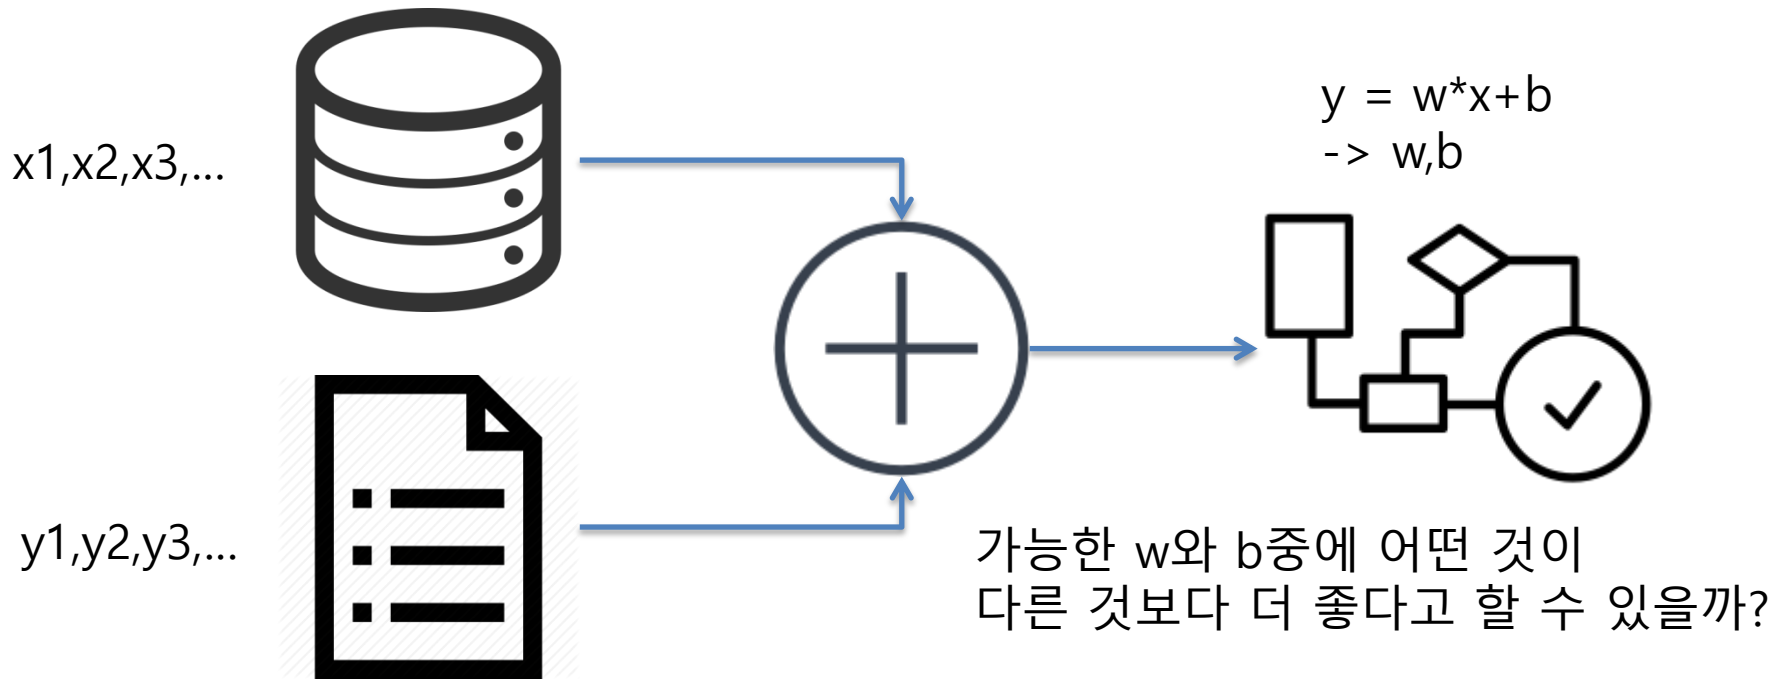 x1,x2,x3,...
y = w*x+b
-> w,b
y1,y2,y3,...
가능한 w와 b중에 어떤 것이
다른 것보다 더 좋다고 할 수 있을까?